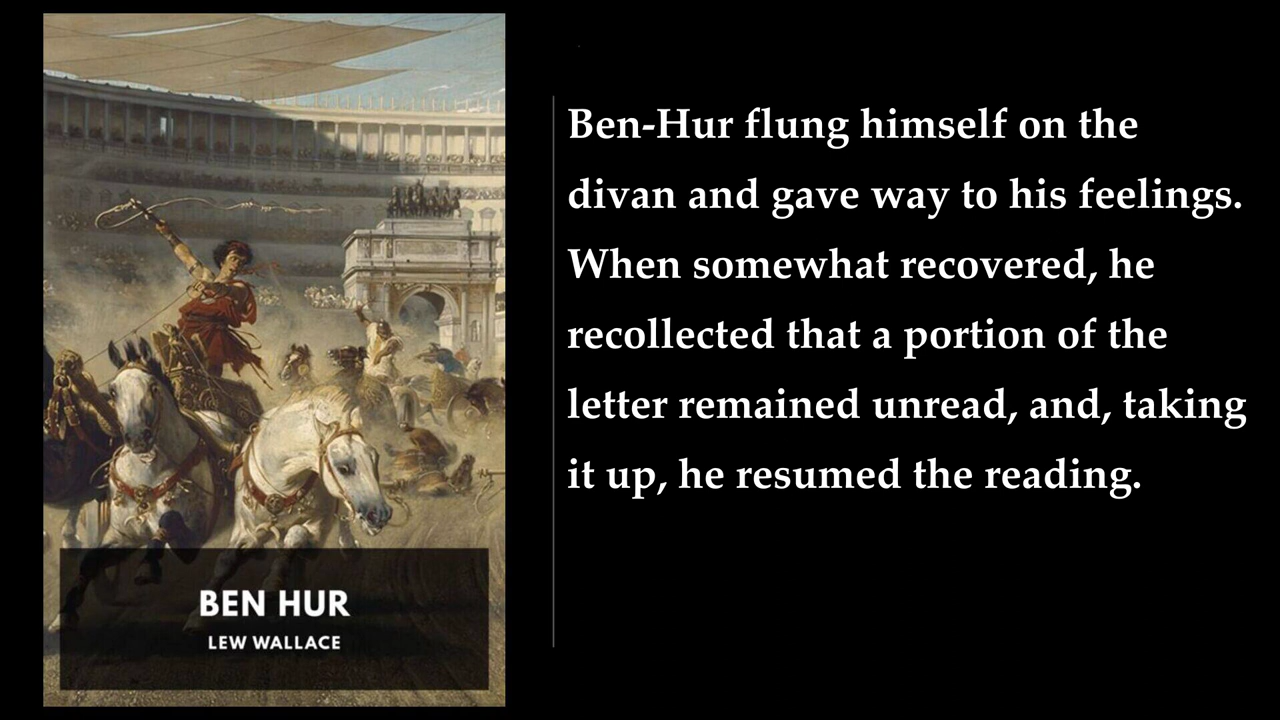 BEN HUR
LEW WALLACE
Ben-Hur flung himself on the
divan and gave way to his feelings.
When somewhat recovered, he
recollected that a portion of the
letter remained unread, and, taking
it up, he resumed the reading.